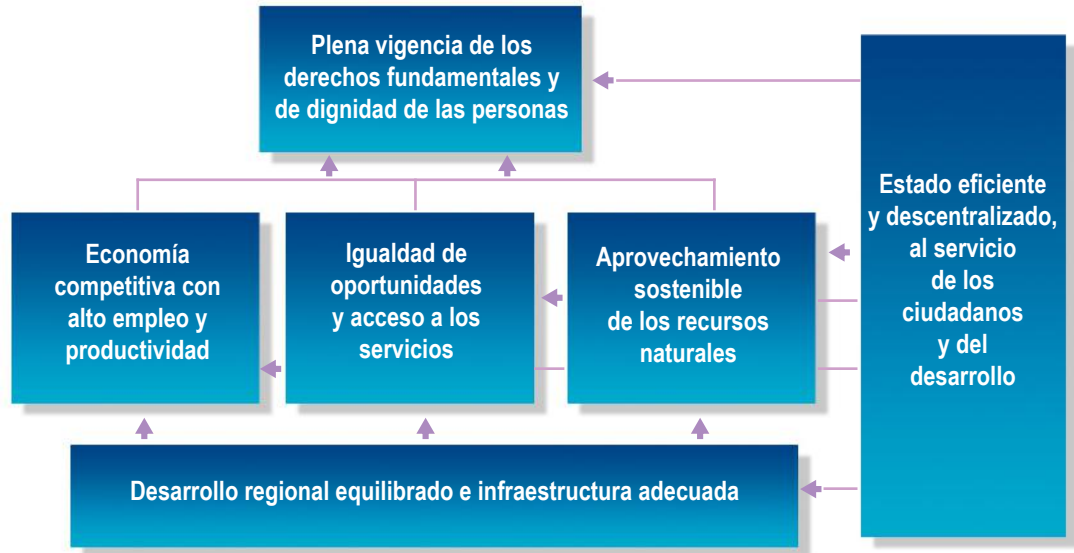 Plena vigencia de los
derechos fundamentales y
de dignidad de las personas
Economía
competitiva con
alto empleo y
productividad
Igualdad de
oportunidades
y acceso a los
servicios
Aprovechamiento
sostenible
de los recursos
naturales
Estado eficiente
y descentralizado,
al servicio
de los
ciudadanos
y del
desarrollo
Desarrollo regional equilibrado e infraestructura adecuada